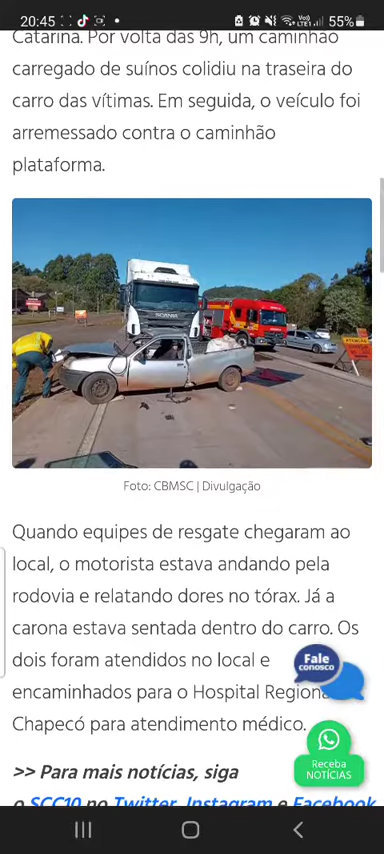 20:45
55%
Catarina. Por volta das 9h, um caminhão
carregado de suínos colidiu na traseira do
carro das vítimas. Em seguida, o veículo foi
arremessado contra o caminhão
plataforma.
SCANIA
Foto: CBMSC | Divulgação
Quando equipes de resgate chegaram ao
local, o motorista estava andando pela
rodovia e relatando dores no tórax. Já a
carona estava sentada dentro do carro. Os
dois foram atendidos no local e
encaminhados para o Hospital Regional
Chapecó para atendimento médico.
Fale
conosco
Receba
NOTÍCIAS
>> Para mais notícias, siga
o SCC10 no Twitter, Instagram e Facebook